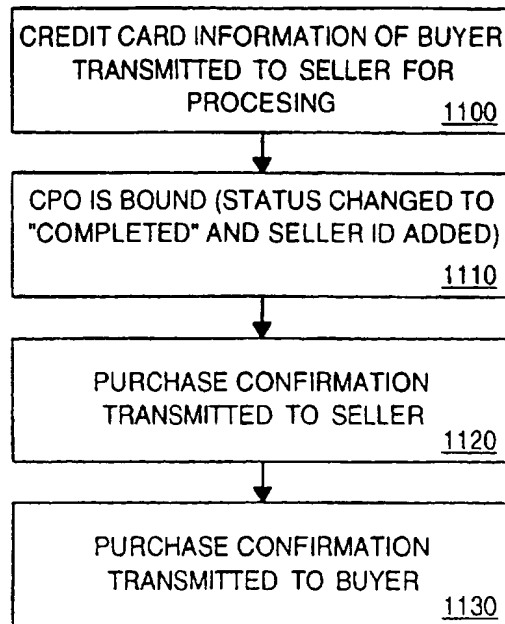 CREDIT CARD INFORMATION OF BUYER
TRANSMITTED TO SELLER FOR
PROCESING
1100
CPO IS BOUND (STATUS CHANGED TO
"COMPLETED" AND SELLER ID ADDED)
1110
PURCHASE CONFIRMATION
TRANSMITTED TO SELLER
1120
PURCHASE CONFIRMATION
TRANSMITTED TO BUYER
1130